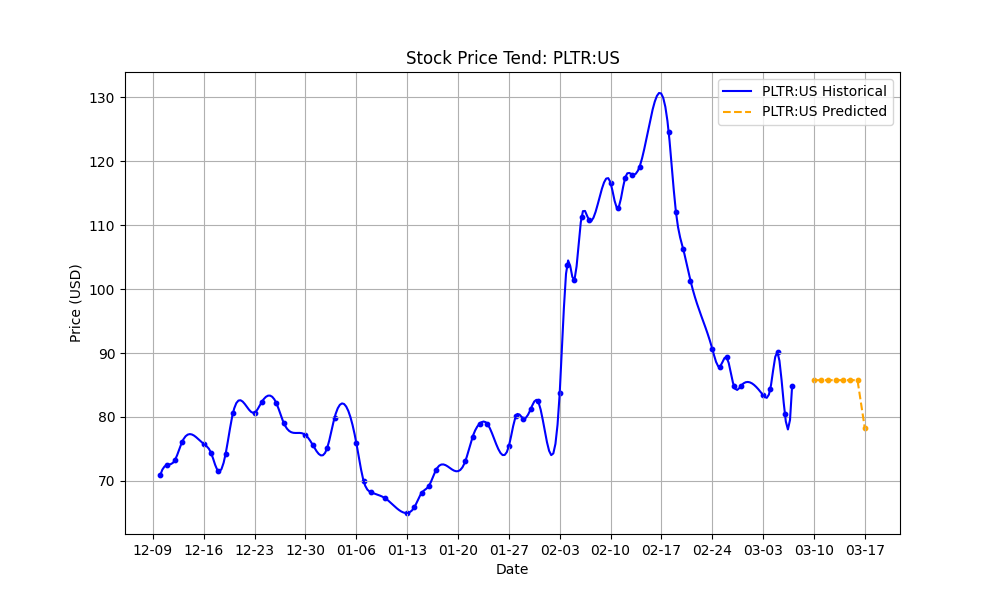 Stock Price Tend: PLTR:US
PLTR:US Historical
PLTR:US Predicted
Price (USD)
130
120
110
100
90
80
70
12-09 12-16 12-23 12-30 01-06 01-13 01-20 01-27 02-03 02-10 02-17 02-24 03-03 03-10 03-17
Date